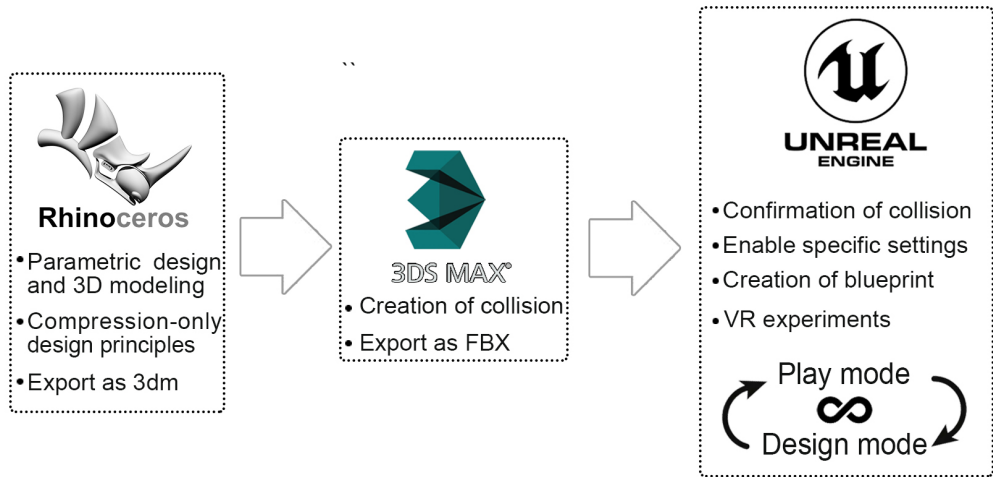 Rhinoceros
•Parametric design
and 3D modeling
•Compression-only
design principles
•Export as 3dm
``
3DS MAX®
• Creation of collision
• Export as FBX
UNREAL
ENGINE
•Confirmation of collision
•Enable specific settings
•Creation of blueprint
•VR experiments
Play mode
∞
Design mode